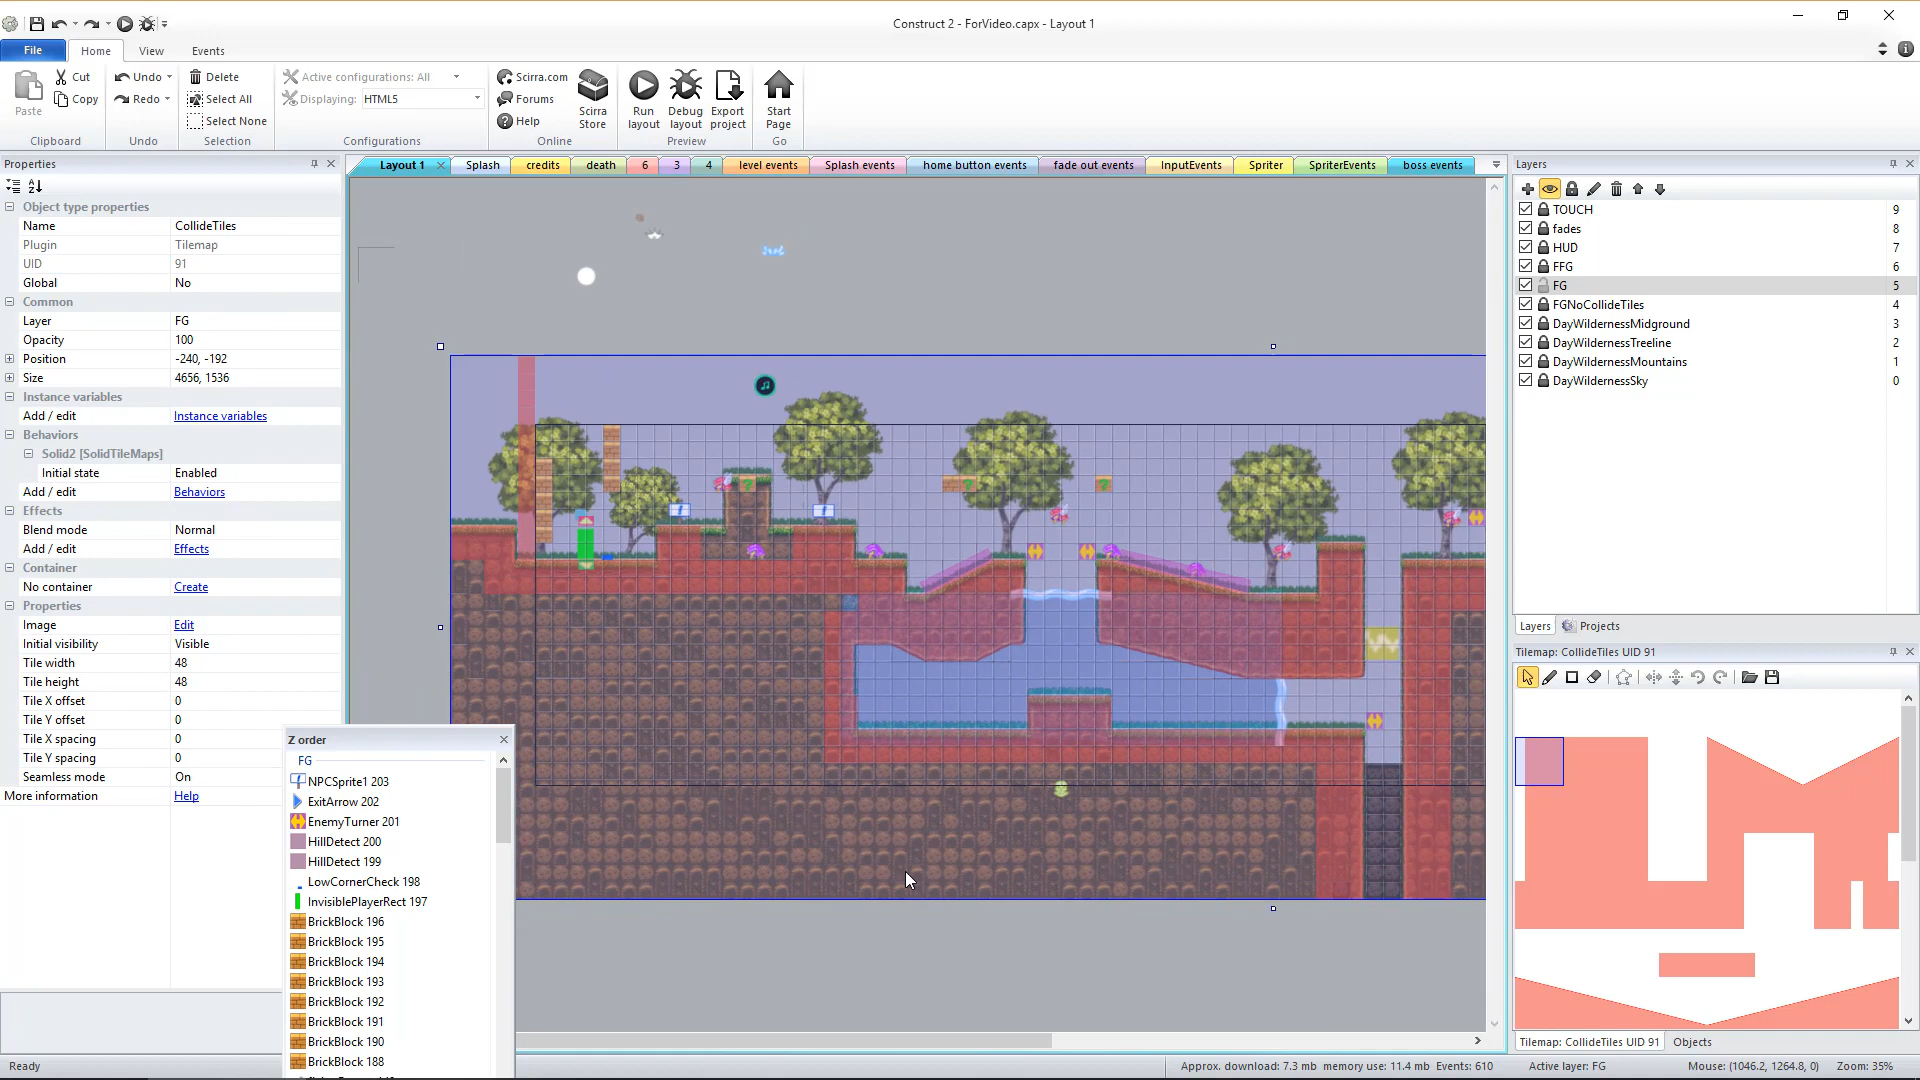 Construct 2 - ForVideo.capx - Layout 1
File Home View Events
Paste Cut Copy Clipboard
Undo Redo Undo
Delete Select All Select None Selection
Active configurations: All
Displaying: HTML5
Configurations
Scirra.com Forums Help Scirra Store Online
Run layout Debug layout Export project Preview
Start Page Go
Properties
Layout 1 Splash credits death 6 3 4 level events Splash events home button events fade out events InputEvents Spriter SpriterEvents boss events
Object type properties
Name CollideTiles
Plugin Tilemap
UID 91
Global No
Common
Layer FG
Opacity 100
Position -240, -192
Size 4656, 1536
Instance variables
Add / edit Instance variables
Behaviors
Solid2 [SolidTileMaps]
Initial state Enabled
Add / edit Behaviors
Effects
Blend mode Normal
Add / edit Effects
Container
No container Create
Properties
Image Edit
Initial visibility Visible
Tile width 48
Tile height 48
Tile X offset 0
Tile Y offset 0
Tile X spacing 0
Tile Y spacing 0
Seamless mode On
More information Help
Z order
FG
NPCSprite1 203
ExitArrow 202
EnemyTurner 201
HillDetect 200
HillDetect 199
LowCornerCheck 198
InvisiblePlayerRect 197
BrickBlock 196
BrickBlock 195
BrickBlock 194
BrickBlock 193
BrickBlock 192
BrickBlock 191
BrickBlock 190
BrickBlock 188
Layers
TOUCH 9
fades 8
HUD 7
FFG 6
FG 5
FGNoCollideTiles 4
DayWildernessMidground 3
DayWildernessTreeline 2
DayWildernessMountains 1
DayWildernessSky 0
Layers Projects
Tilemap: CollideTiles UID 91
Tilemap: CollideTiles UID 91 Objects
Ready
Approx. download: 7.3 mb memory use: 11.4 mb Events: 610
Active layer: FG
Mouse: (1046.2, 1264.8, 0)
Zoom: 35%